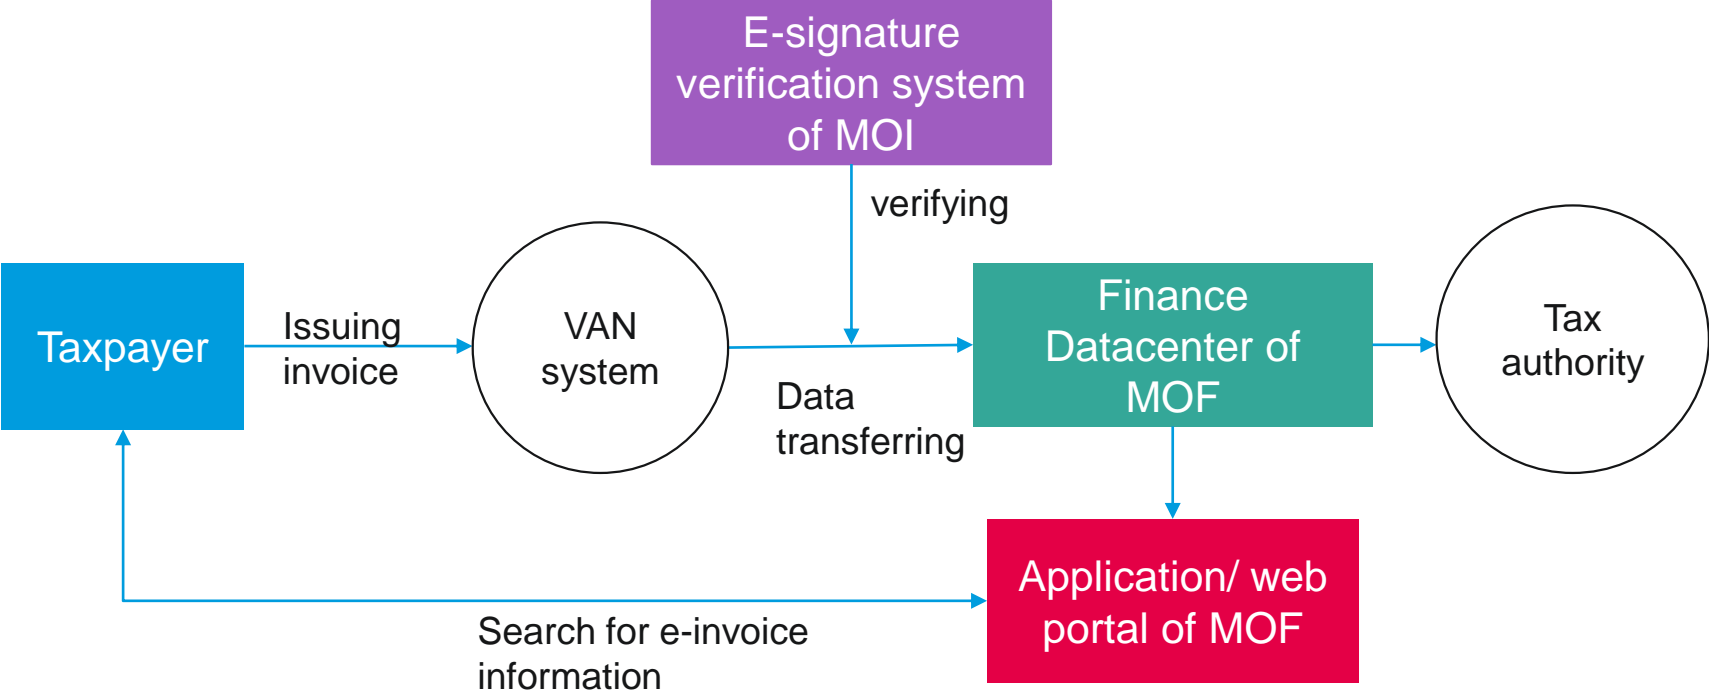 E-signature
verification system
of MOI
verifying
Taxpayer
Issuing
invoice
VAN
system
Data
transferring
Finance
Datacenter of
MOF
Tax
authority
Application/ web
portal of MOF
Search for e-invoice
information